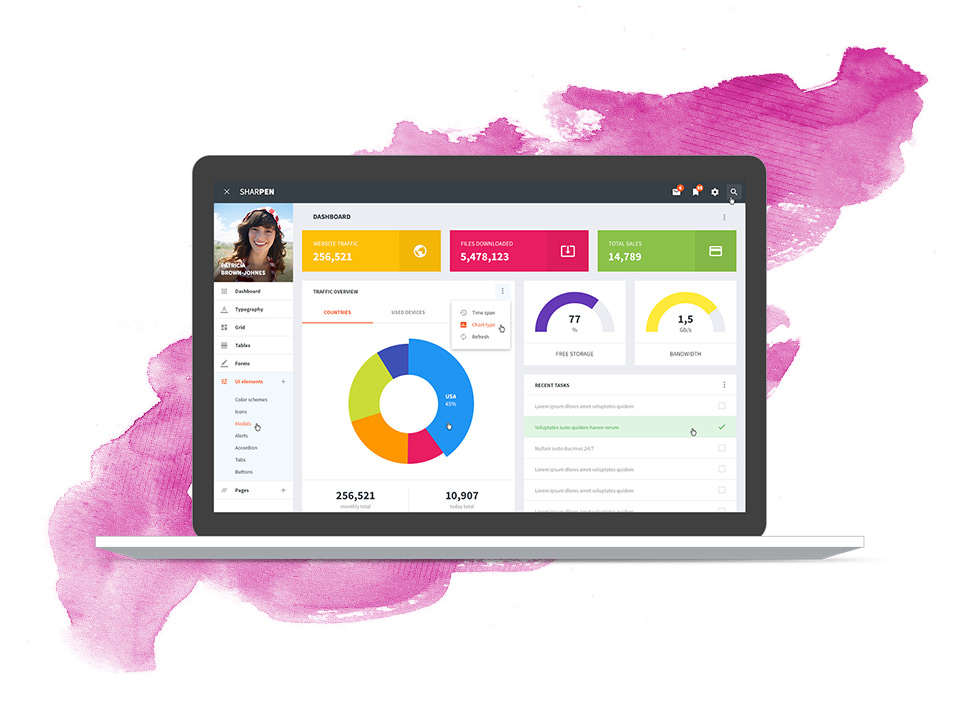 SHARPEN
6
10
PATRICIA
BROWN-JOHNES
Dashboard
Typography
Grid
Tables
Forms
UI elements
Color schemes
Icons
Modals
Alerts
Accordion
Tabs
Buttons
Pages
DASHBOARD
WEBSITE TRAFFIC
256,521
FILES DOWNLOADED
5,478,123
TOTAL SALES
14,789
TRAFFIC OVERVIEW
COUNTRIES
USED DEVICES
Time span
Chart type
Refresh
USA
45%
256,521
monthly total
10,907
today total
77
%
FREE STORAGE
1,5
Gb/s
BANDWIDTH
RECENT TASKS
Lorem ipsum dlores amet voluptates quidem
Voluptates iusto quidem harem rerum
Nullam iusto ducimus 24/7
Lorem ipsum dlores amet voluptates quidem
Lorem ipsum dlores amet voluptates quidem
Lorem ipsum dlores amet voluptates quidem